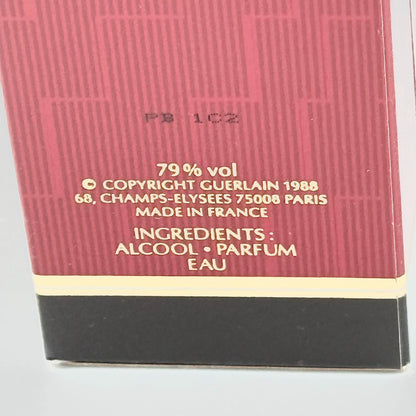 PB 1C2
79% vol
© COPYRIGHT GUERLAIN 1988
68, CHAMPS-ELYSEES 75008 PARIS
MADE IN FRANCE
INGREDIENTS:
ALCOOL • PARFUM
EAU